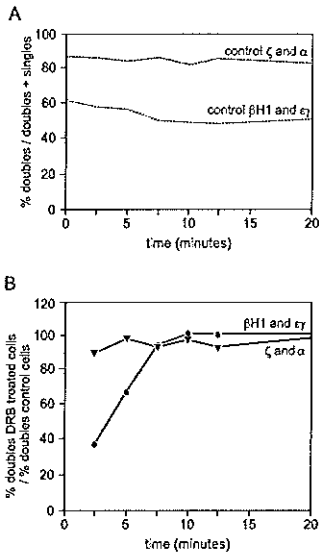 A
% doubles / doubles + singles
100
80
60
40
20
0
control ζ and α
control βH1 and εγ
0
5
10
15
20
time (minutes)
B
% doubles DRB treated cells
/ % doubles control cells
120
100
80
60
40
20
0
βH1 and εγ
ζ and α
0
5
10
15
20
time (minutes)